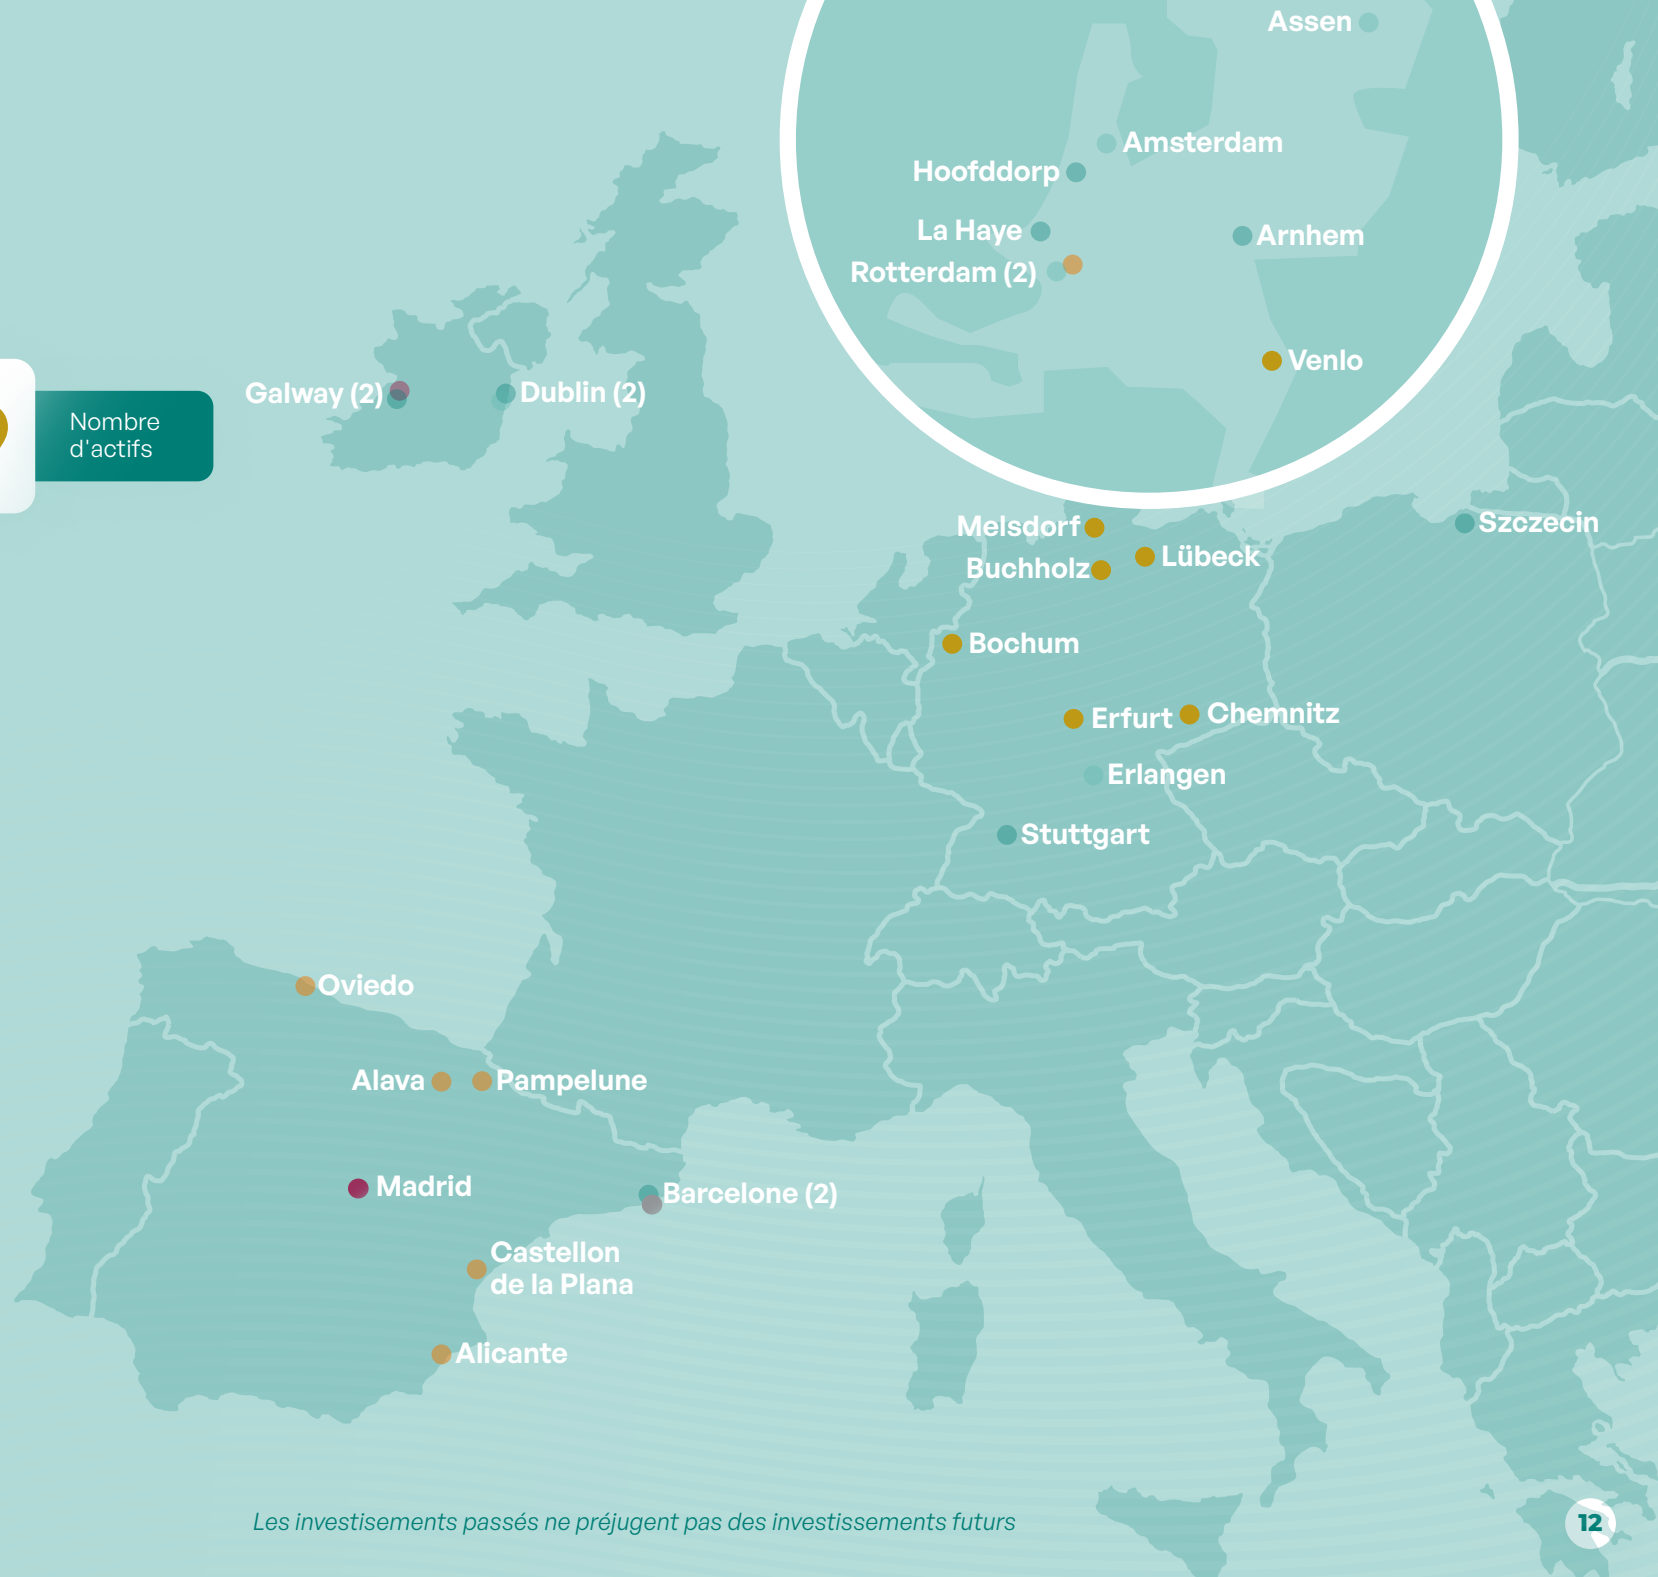 Assen
Amsterdam
Hoofddorp
La Haye
Arnhem
Rotterdam (2)
Venlo
Galway (2)
Dublin (2)
Nombre
d'actifs
Melsdorf
Szczecin
Lübeck
Buchholz
Bochum
Erfurt
Chemnitz
Erlangen
Stuttgart
Oviedo
Alava
Pampelune
Madrid
Barcelone (2)
Castellon
de la Plana
Alicante
Les investisements passés ne préjugent pas des investissements futurs
12